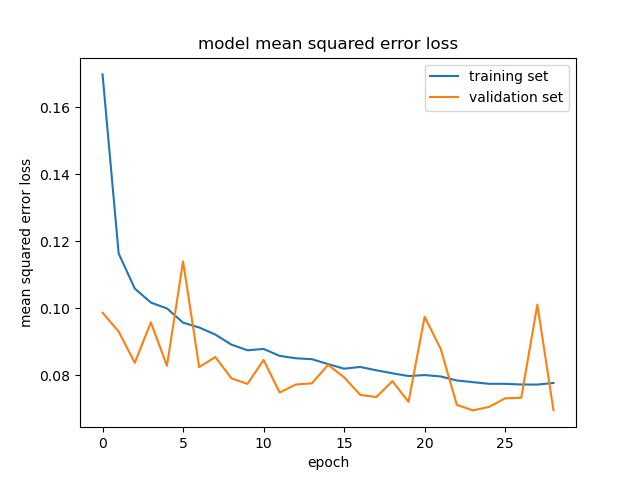 model mean squared error loss
training set
validation set
0.16
0.14
0.12
0.10
0.08
mean squared error loss
0 5 10 15 20 25
epoch